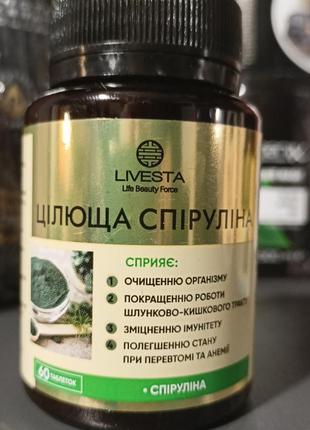 LIVESTA
Life Beauty Force
ЦІЛЮЩА СПІРУЛІНА
СПРИЯЄ:
1 ОЧИЩЕННЮ ОРГАНІЗМУ
2 ПОКРАЩЕННЮ РОБОТИ
ШЛУНКОВО-КИШКОВОГО ТРАКТУ
3 ЗМІЦНЕННЮ ІМУНІТЕТУ
4 ПОЛЕГШЕННЮ СТАНУ
ПРИ ПЕРЕВТОМІ ТА АНЕМІЇ
60 ТАБЛЕТОК
• СПІРУЛІНА